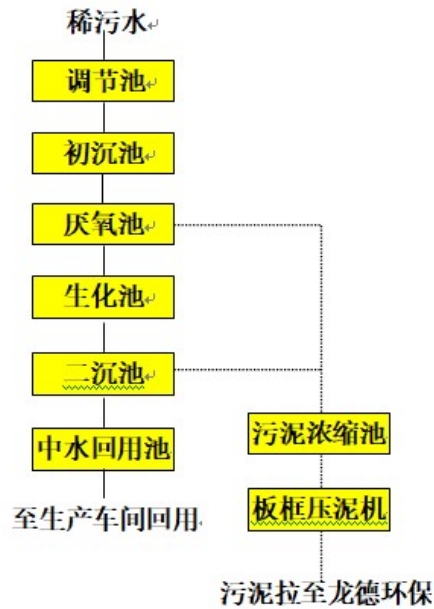 稀污水
调节池
初沉池
厌氧池
生化池
二沉池
中水回用池
至生产车间回用
污泥浓缩池
板框压泥机
污泥拉至龙德环保